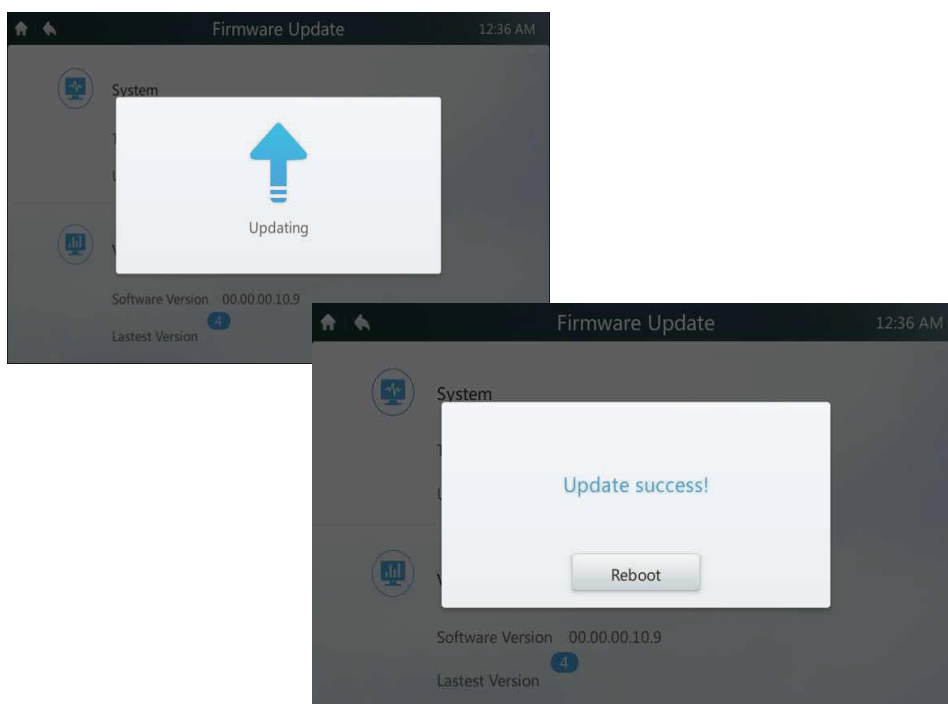 Firmware Update 12:36 AM
System
Updating
Software Version 00.00.00.10.9
4
Lastest Version
Firmware Update 12:36 AM
System
Update success!
Reboot
Software Version 00.00.00.10.9
4
Lastest Version